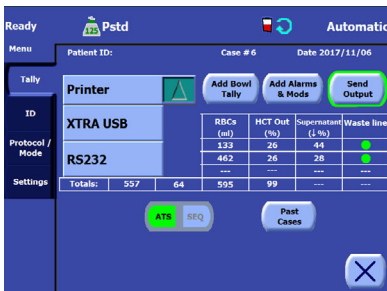 Ready 125 Pstd Automatic
Menu Patient ID: Case #6 Date 2017/11/06
Tally
ID
Protocol / Mode
Settings
Printer
XTRA USB
RS232
Add Bowl Tally
Add Alarms & Mods
Send Output
RBCs (ml) HCT Out (%) Supernatant (↓%) Waste line
133 26 44
462 26 28
--- --- --- ---
Totals: 557 64 595 99 --- ---
ATS SEQ
Past Cases